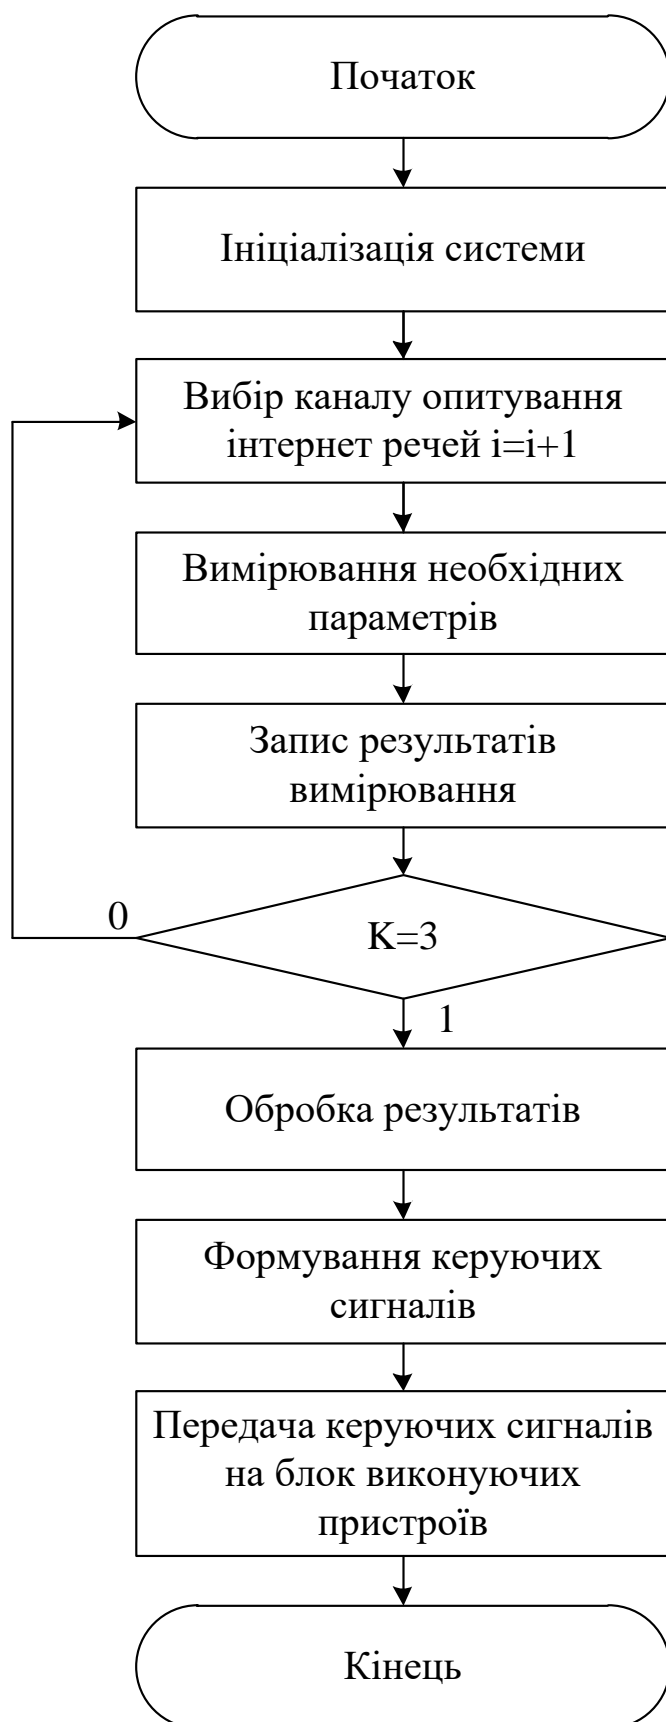 Початок
Ініціалізація системи
Вибір каналу опитування
інтернет речей i=i+1
Вимірювання необхідних
параметрів
Запис результатів
вимірювання
0
K=3
1
Обробка результатів
Формування керуючих
сигналів
Передача керуючих сигналів
на блок виконуючих
пристроїв
Кінець